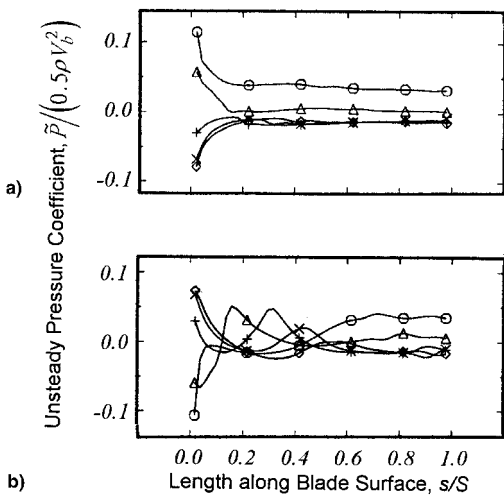 Unsteady Pressure Coefficient, P̃/(0.5ρV_b^2)
0.1
0.0
-0.1
a)
0.1
0.0
-0.1
0.0 0.2 0.4 0.6 0.8 1.0
b)
Length along Blade Surface, s/S